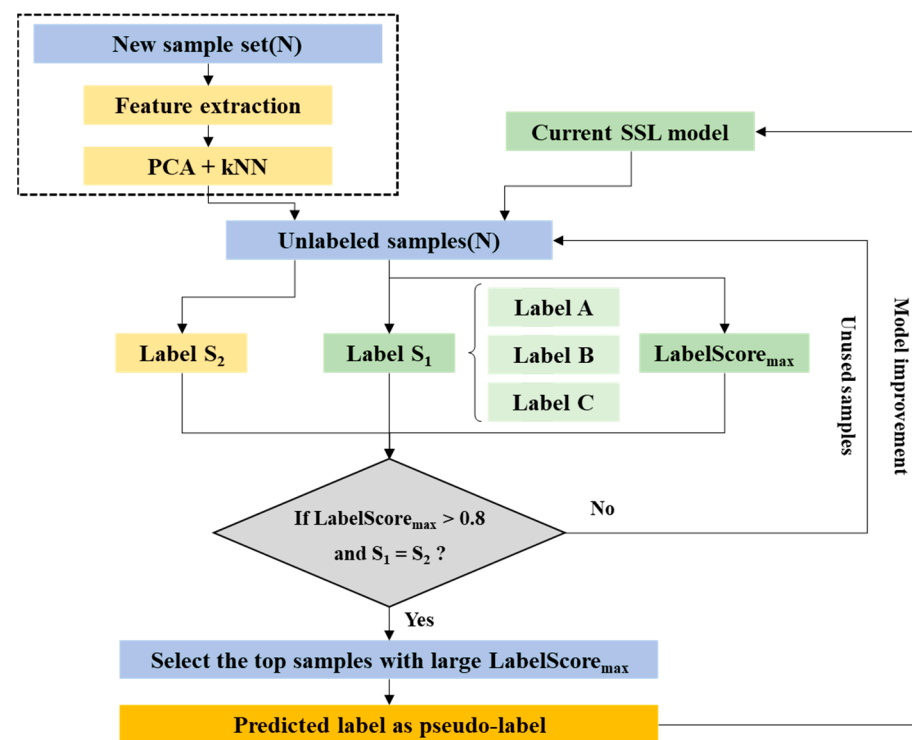 New sample set(N)
Feature extraction
PCA + kNN
Current SSL model
Unlabeled samples(N)
Label S₂
Label S₁
Label A
Label B
Label C
LabelScoreₘₐₓ
Unused samples
Model improvement
If LabelScoreₘₐₓ > 0.8
and S₁ = S₂ ?
No
Yes
Select the top samples with large LabelScoreₘₐₓ
Predicted label as pseudo-label